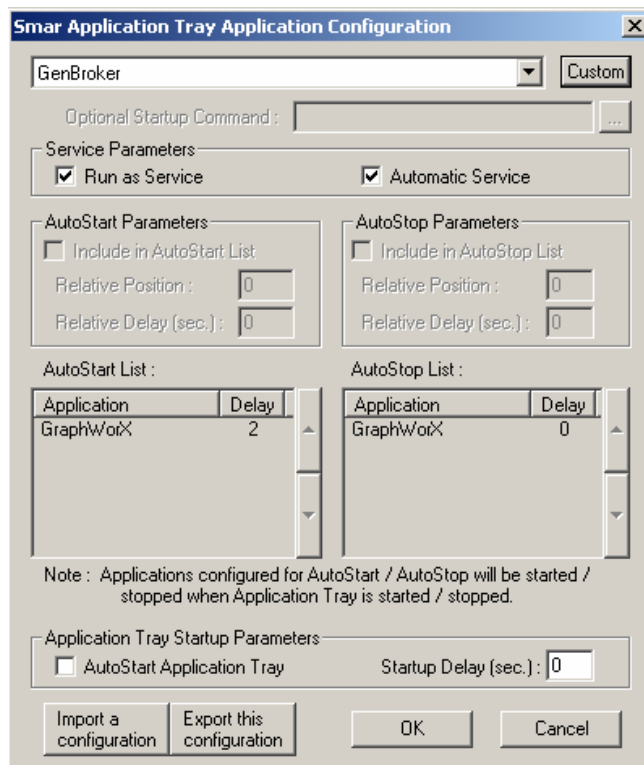 Smar Application Tray Application Configuration
GenBroker
Custom
Optional Startup Command :
...
Service Parameters
Run as Service
Automatic Service
AutoStart Parameters
AutoStop Parameters
Include in AutoStart List
Include in AutoStop List
Relative Position : 0
Relative Position : 0
Relative Delay (sec.) : 0
Relative Delay (sec.) : 0
AutoStart List :
AutoStop List :
Application Delay
Application Delay
GraphWorX 2
GraphWorX 0
Note : Applications configured for AutoStart / AutoStop will be started /
stopped when Application Tray is started / stopped.
Application Tray Startup Parameters
AutoStart Application Tray
Startup Delay (sec.) : 0
Import a
configuration
Export this
configuration
OK
Cancel